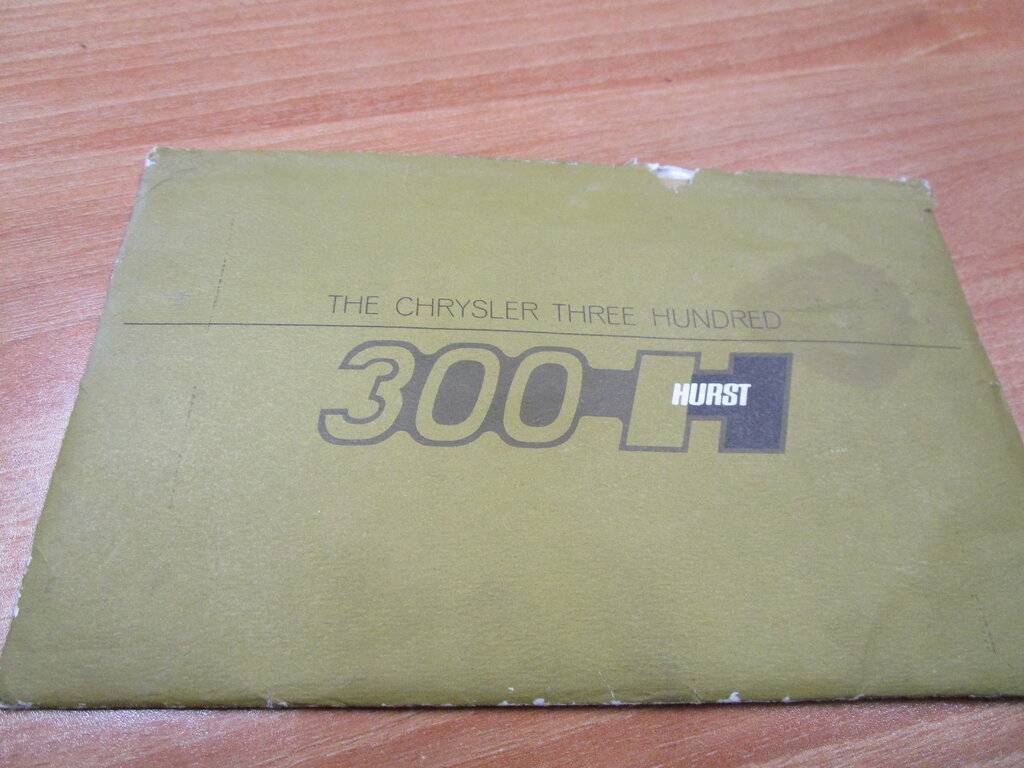 THE CHRYSLER THREE HUNDRED
300-H
HURST